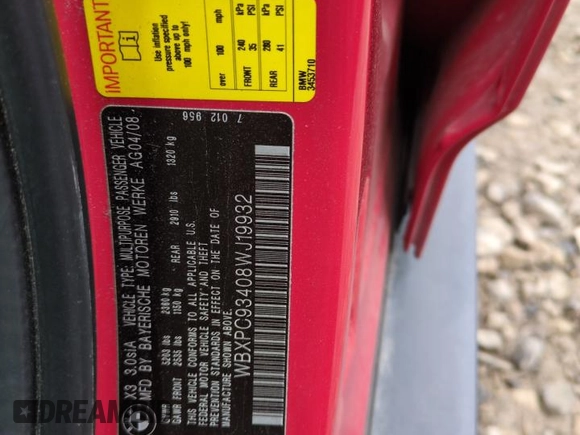 IMPORTANT
Use inflation
pressure specified
above up to
100 mph only!
over
100
mph
FRONT
240
35
kPa
PSI
REAR
280
41
kPa
PSI
BMW
3453710
7 012 956
X3 3.0siA VEHICLE TYPE: MULTIPURPOSE PASSENGER VEHICLE
MFD BY BAYERISCHE MOTOREN WERKE AG 04/08
GVWR 5203 lbs 2360 kg
GAWR FRONT 2535 lbs 1150 kg REAR 2910 lbs 1320 kg
THIS VEHICLE CONFORMS TO ALL APPLICABLE U.S.
FEDERAL MOTOR VEHICLE SAFETY AND THEFT
PREVENTION STANDARDS IN EFFECT ON THE DATE OF
MANUFACTURE SHOWN ABOVE
WBXPC93408WJ19932